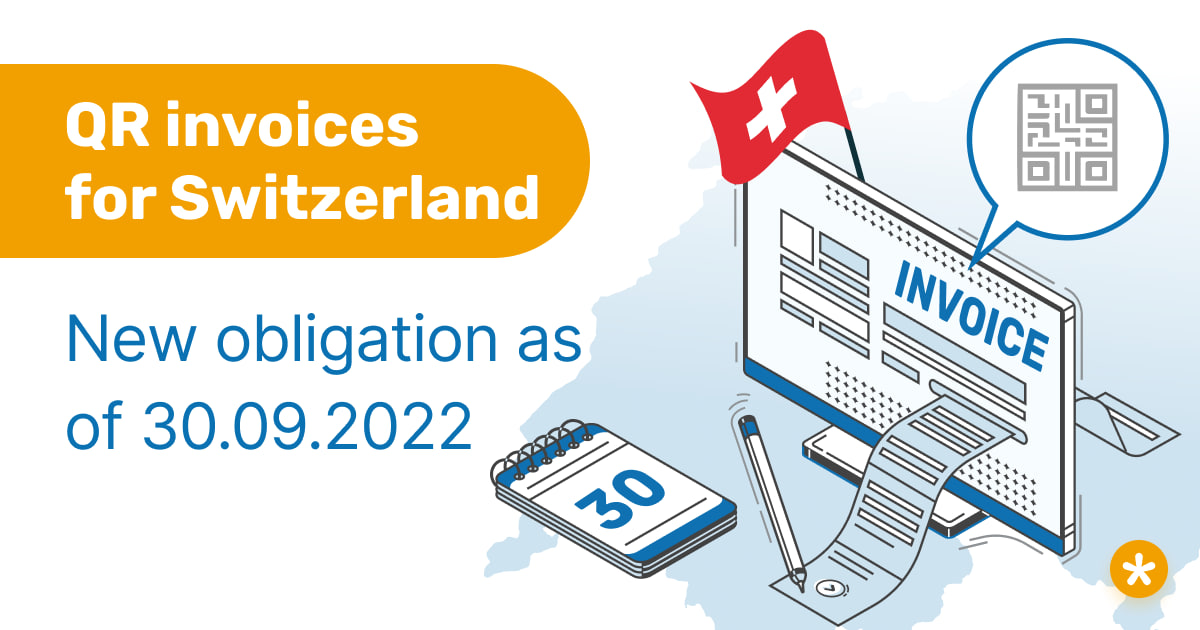 QR invoices
for Switzerland
New obligation as
of 30.09.2022
INVOICE
30